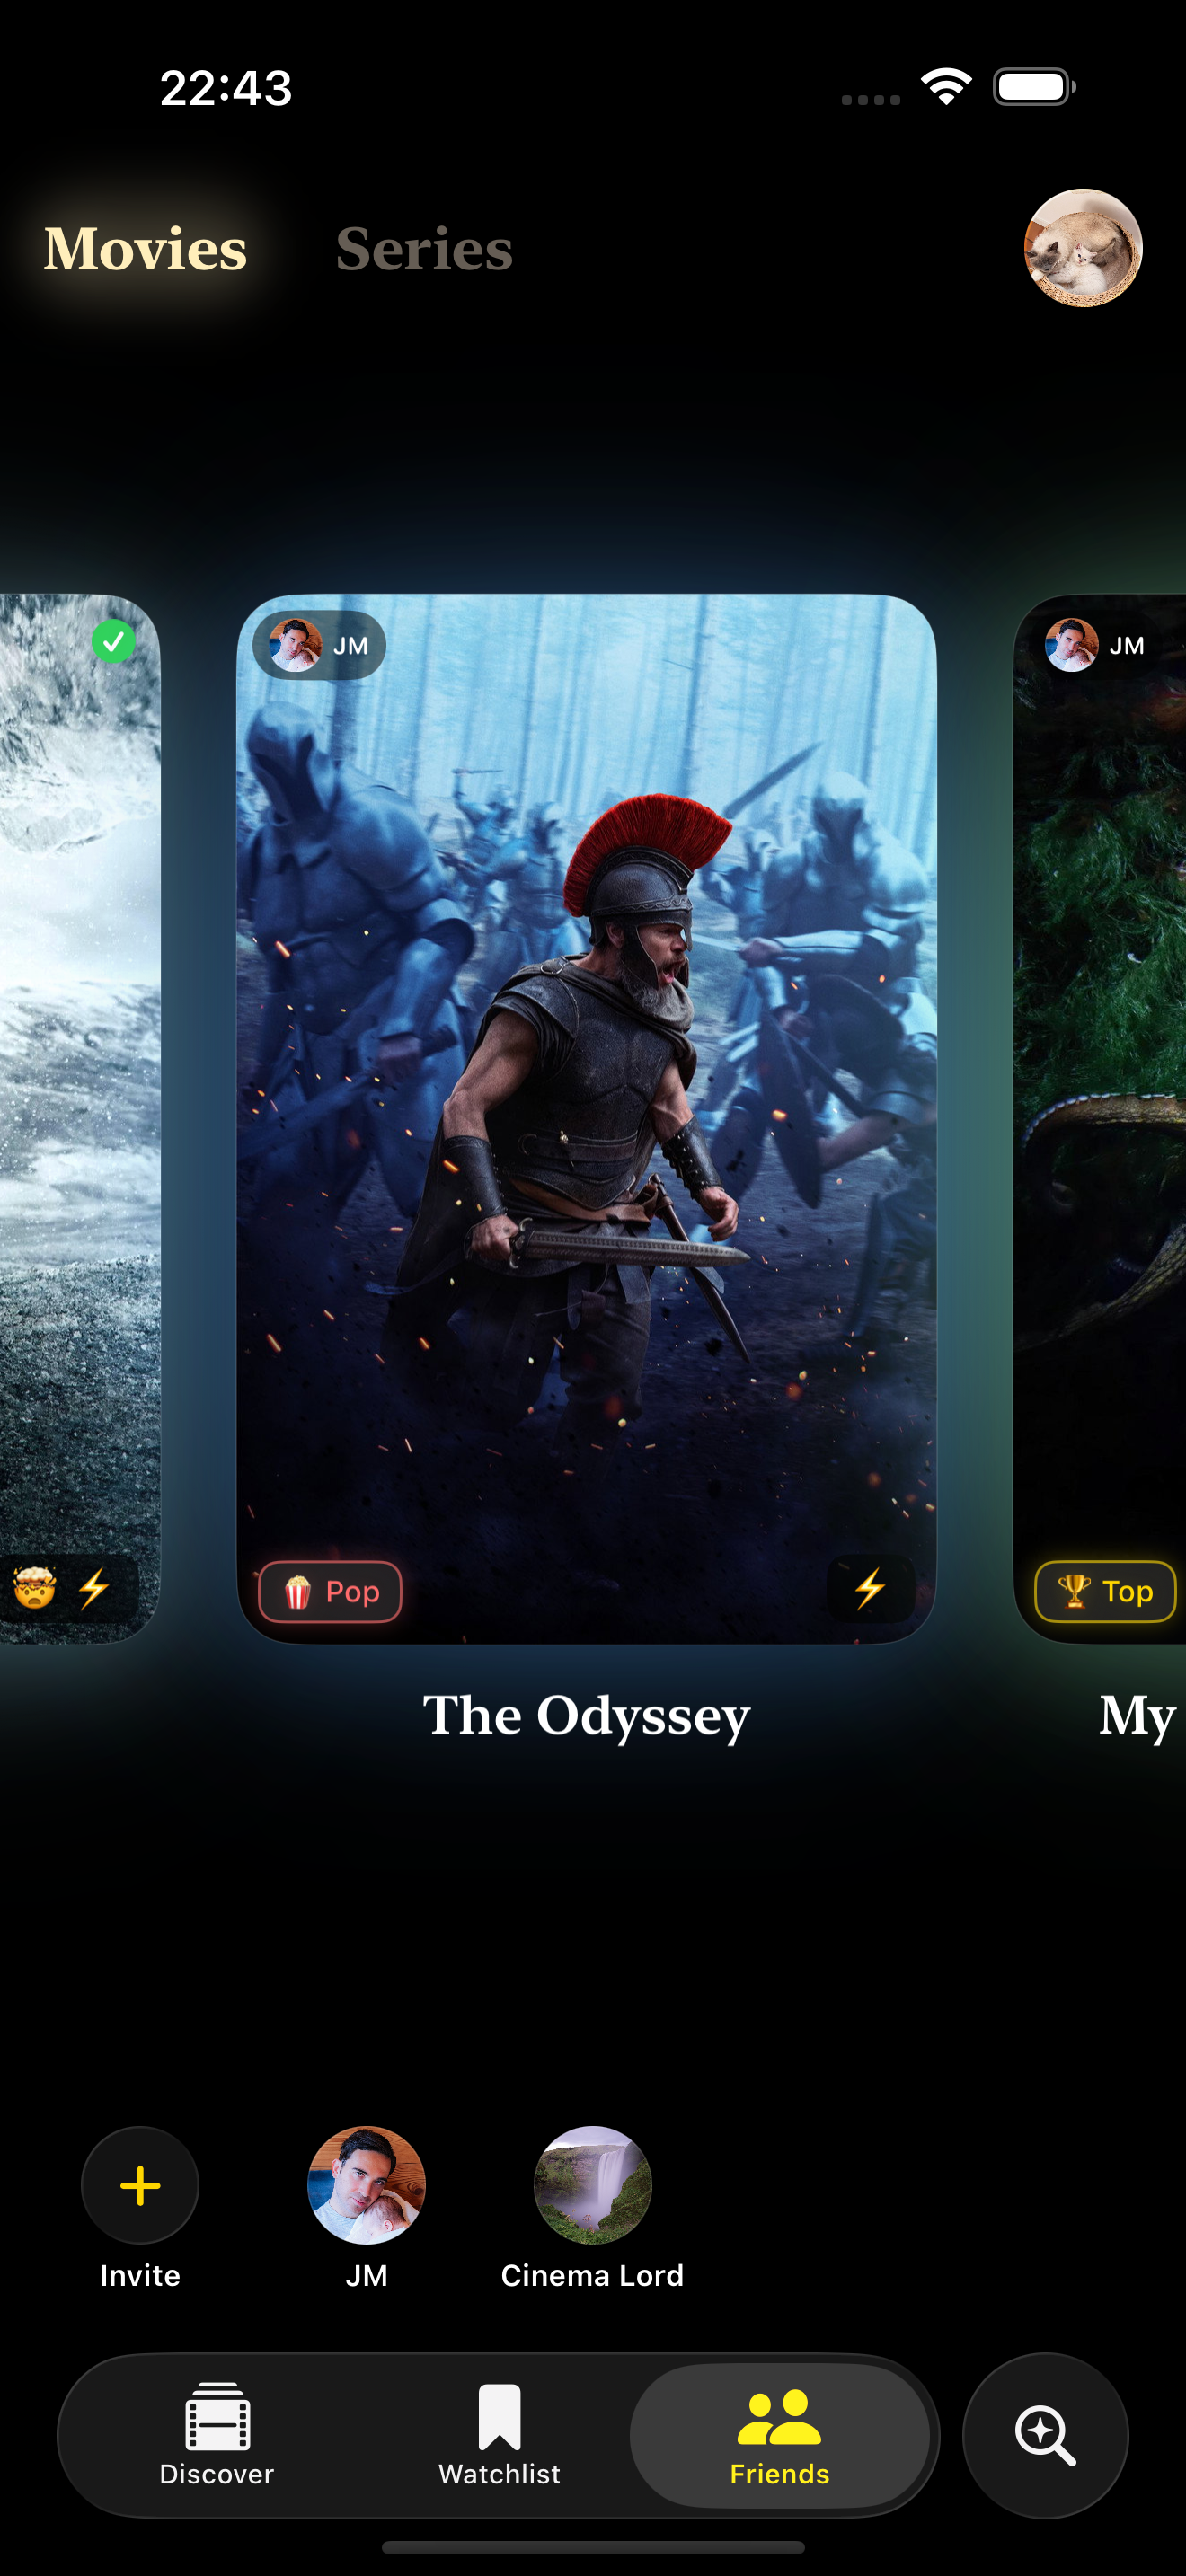 22:43
Movies
Series
JM
JM
Pop
Top
The Odyssey
My
Invite
JM
Cinema Lord
Discover
Watchlist
Friends